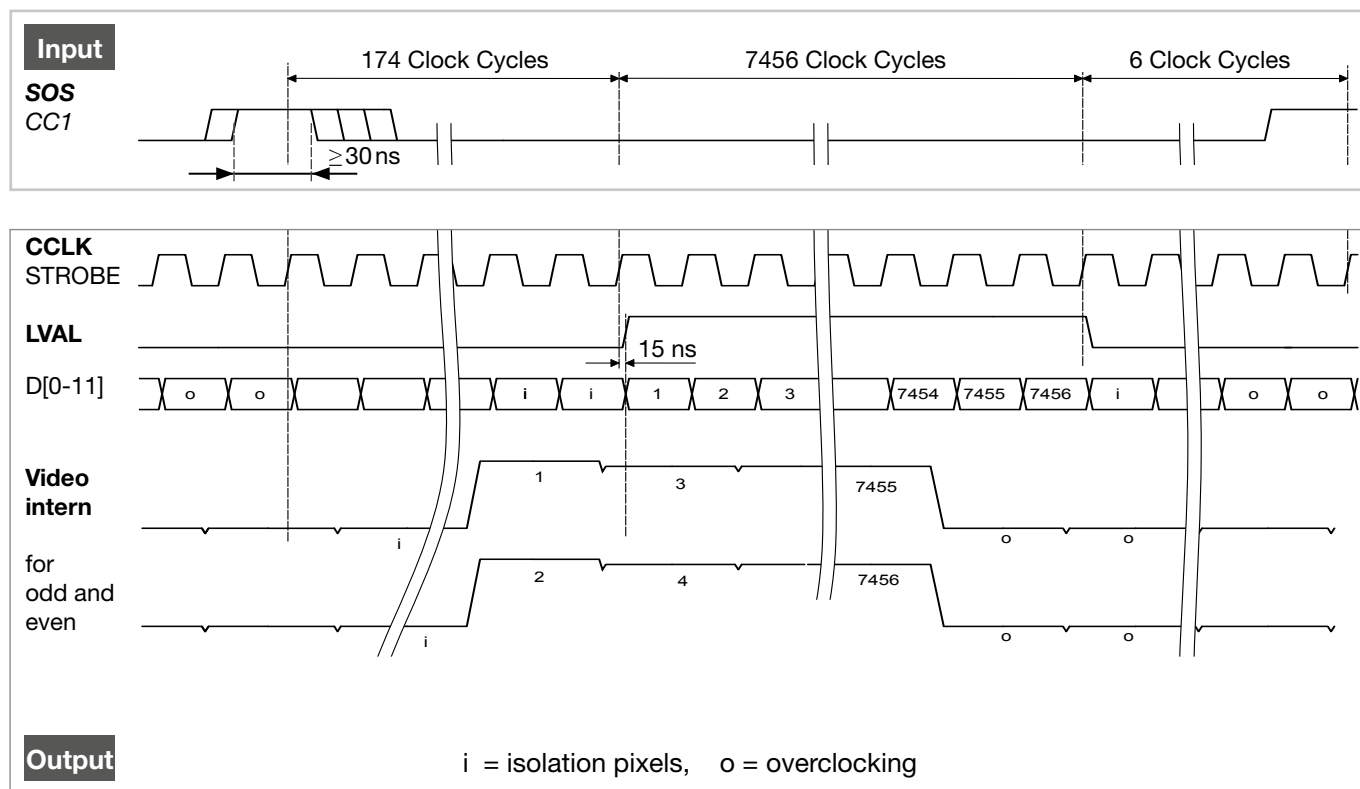 Input
174 Clock Cycles
7456 Clock Cycles
6 Clock Cycles
SOS
CC1
≥30 ns
CCLK
STROBE
LVAL
15 ns
D[0-11]
o o i i 1 2 3 7454 7455 7456 i o o
Video
intern
1 3 7455
i o o
for
odd and
even
2 4 7456
i o o
Output
i = isolation pixels, o = overclocking